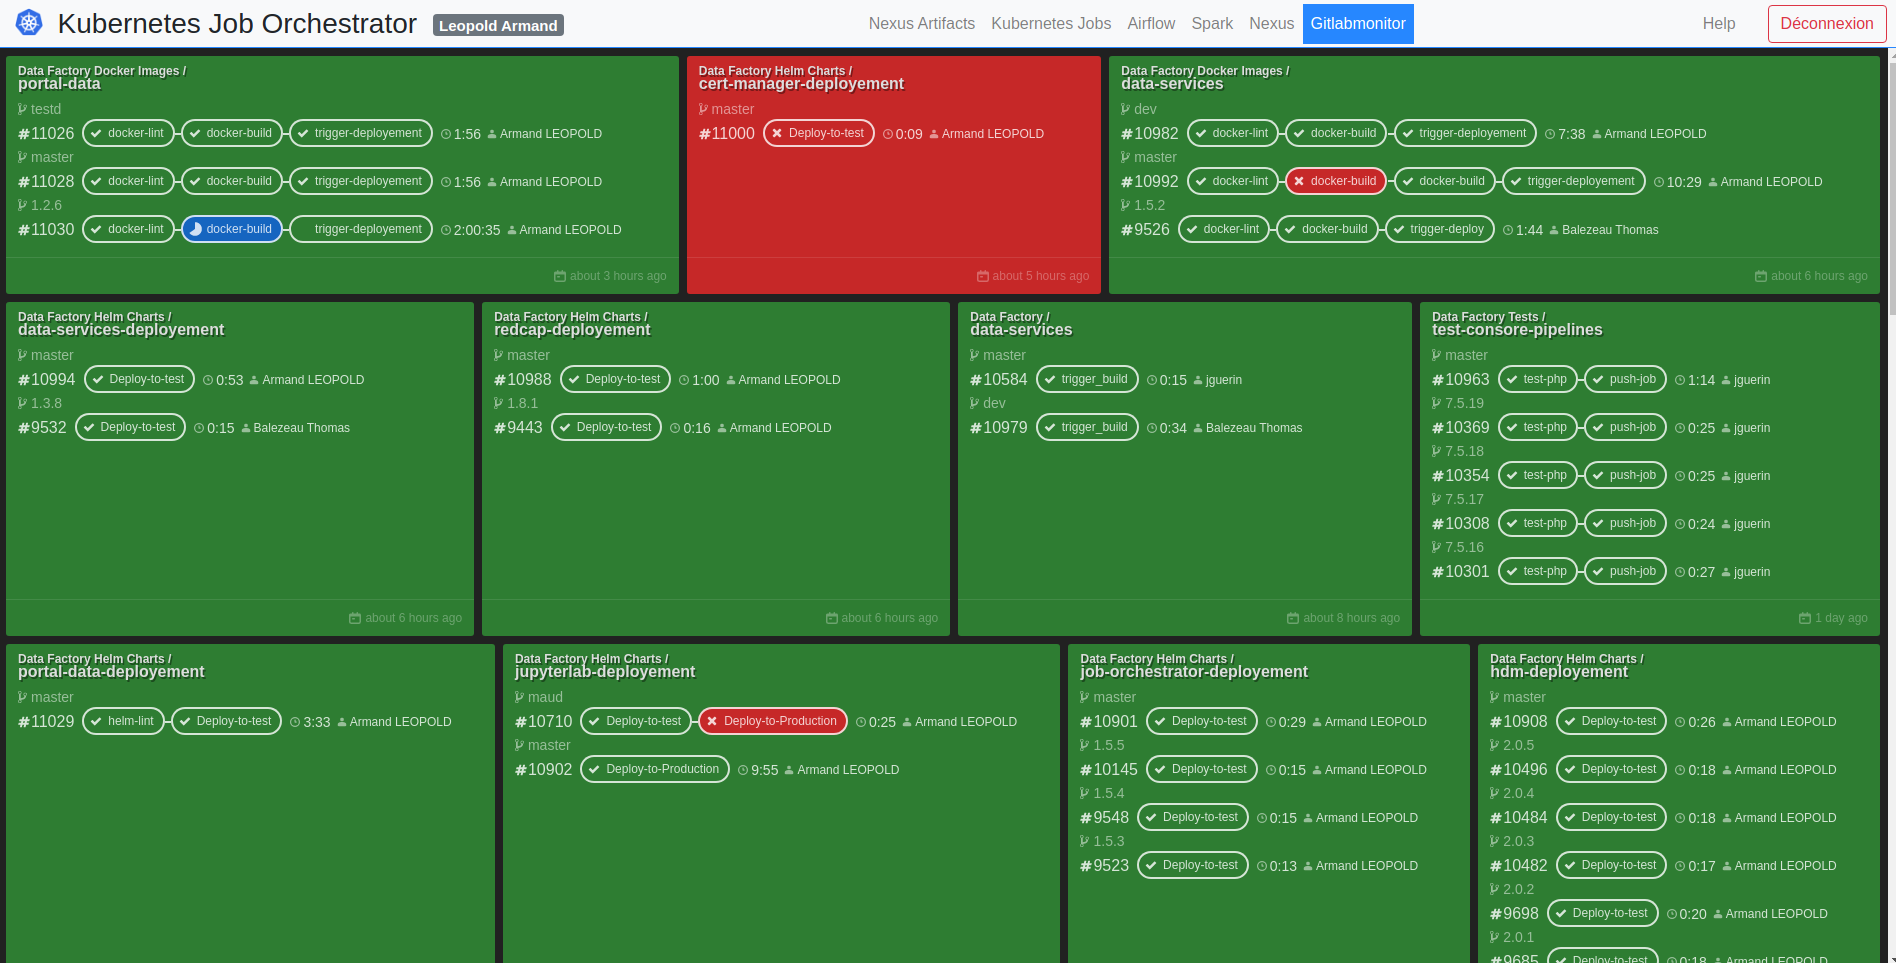 Kubernetes Job Orchestrator Leopold Armand Nexus Artifacts Kubernetes Jobs Airflow Spark Nexus Gitlabmonitor Help Déconnexion
Data Factory Docker Images /
portal-data
testd
#11026 docker-lint docker-build trigger-deployement 1:56 Armand LEOPOLD
master
#11028 docker-lint docker-build trigger-deployement 1:56 Armand LEOPOLD
1.2.6
#11030 docker-lint docker-build trigger-deployement 2:00:35 Armand LEOPOLD
about 3 hours ago
Data Factory Helm Charts /
cert-manager-deployement
master
#11000 Deploy-to-test 0:09 Armand LEOPOLD
about 5 hours ago
Data Factory Docker Images /
data-services
dev
#10982 docker-lint docker-build trigger-deployement 7:38 Armand LEOPOLD
master
#10992 docker-lint docker-build docker-build trigger-deployement 10:29 Armand LEOPOLD
1.5.2
#9526 docker-lint docker-build trigger-deploy 1:44 Balezeau Thomas
about 6 hours ago
Data Factory Helm Charts /
data-services-deployement
master
#10994 Deploy-to-test 0:53 Armand LEOPOLD
1.3.8
#9532 Deploy-to-test 0:15 Balezeau Thomas
about 6 hours ago
Data Factory Helm Charts /
redcap-deployement
master
#10988 Deploy-to-test 1:00 Armand LEOPOLD
1.8.1
#9443 Deploy-to-test 0:16 Armand LEOPOLD
about 6 hours ago
Data Factory /
data-services
master
#10584 trigger_build 0:15 jguerin
dev
#10979 trigger_build 0:34 Balezeau Thomas
about 8 hours ago
Data Factory Tests /
test-consore-pipelines
master
#10963 test-php push-job 1:14 jguerin
7.5.19
#10369 test-php push-job 0:25 jguerin
7.5.18
#10354 test-php push-job 0:25 jguerin
7.5.17
#10308 test-php push-job 0:24 jguerin
7.5.16
#10301 test-php push-job 0:27 jguerin
1 day ago
Data Factory Helm Charts /
portal-data-deployement
master
#11029 helm-lint Deploy-to-test 3:33 Armand LEOPOLD
Data Factory Helm Charts /
jupyterlab-deployement
maud
#10710 Deploy-to-test Deploy-to-Production 0:25 Armand LEOPOLD
master
#10902 Deploy-to-Production 9:55 Armand LEOPOLD
Data Factory Helm Charts /
job-orchestrator-deployement
master
#10901 Deploy-to-test 0:29 Armand LEOPOLD
1.5.5
#10145 Deploy-to-test 0:15 Armand LEOPOLD
1.5.4
#9548 Deploy-to-test 0:15 Armand LEOPOLD
1.5.3
#9523 Deploy-to-test 0:13 Armand LEOPOLD
Data Factory Helm Charts /
hdm-deployement
master
#10908 Deploy-to-test 0:26 Armand LEOPOLD
2.0.5
#10496 Deploy-to-test 0:18 Armand LEOPOLD
2.0.4
#10484 Deploy-to-test 0:18 Armand LEOPOLD
2.0.3
#10482 Deploy-to-test 0:17 Armand LEOPOLD
2.0.2
#9698 Deploy-to-test 0:20 Armand LEOPOLD
2.0.1
#9685 Deploy-to-test 0:18 Armand LEOPOLD